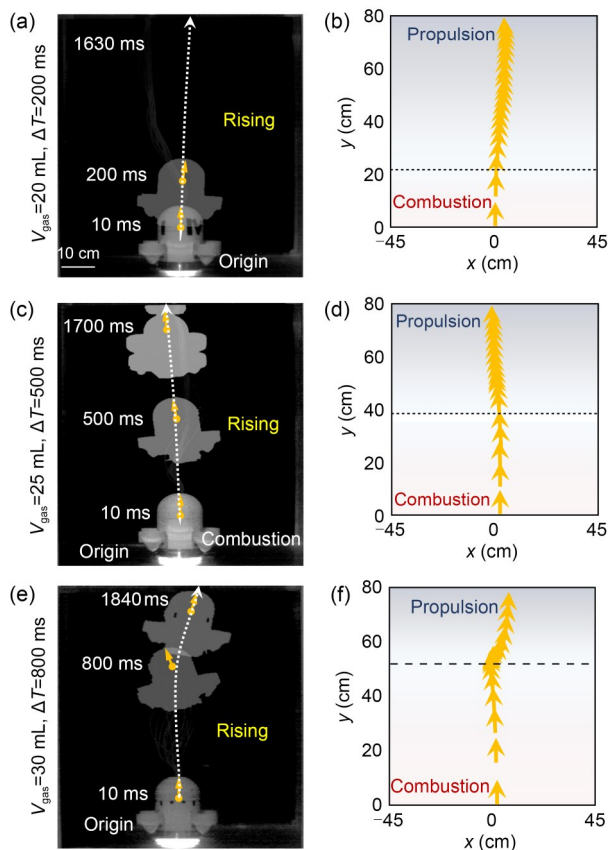 (a)
V_gas=20 mL, ΔT=200 ms
1630 ms
Rising
200 ms
10 ms
10 cm
Origin
(b)
80
60
40
20
0
y (cm)
Propulsion
Combustion
−45
0
45
x (cm)
(c)
V_gas=25 mL, ΔT=500 ms
1700 ms
500 ms
Rising
10 ms
Combustion
Origin
(d)
80
60
40
20
0
y (cm)
Propulsion
Combustion
−45
0
45
x (cm)
(e)
V_gas=30 mL, ΔT=800 ms
1840 ms
800 ms
Rising
10 ms
Origin
(f)
80
60
40
20
0
y (cm)
Propulsion
Combustion
−45
0
45
x (cm)